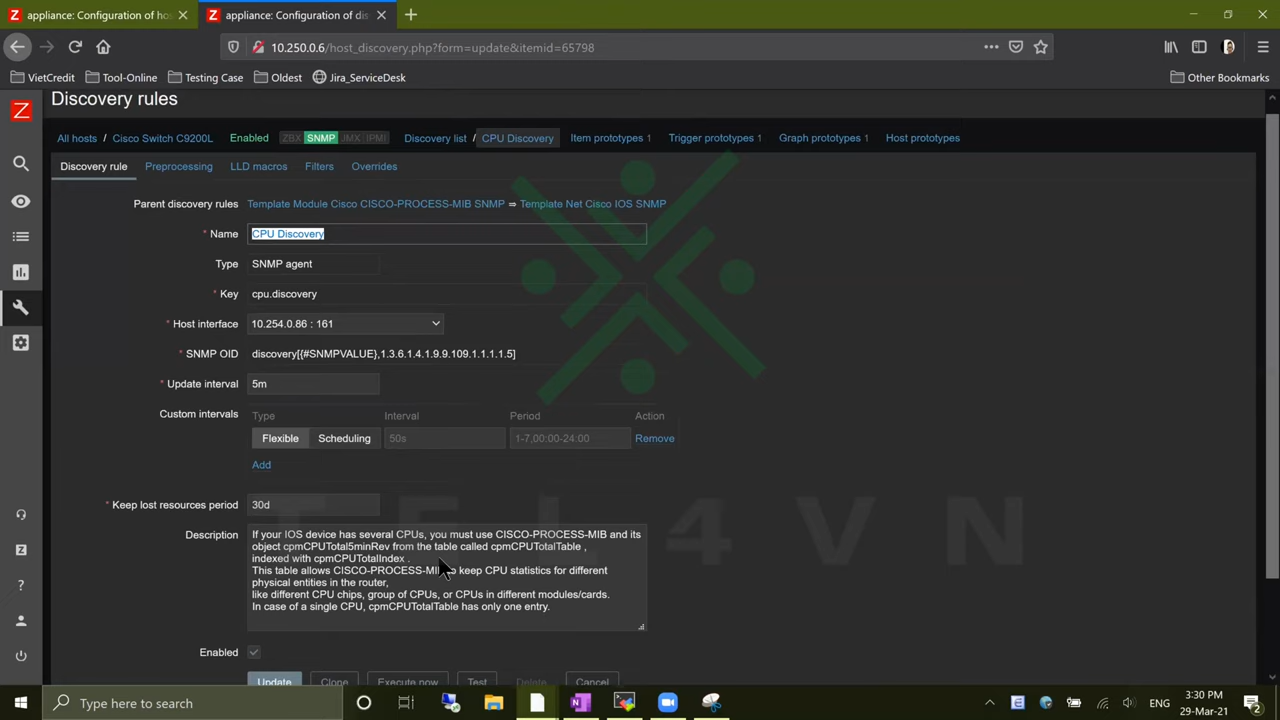 appliance: Configuration of hos
appliance: Configuration of dis
10.250.0.6/host_discovery.php?form=update&itemid=65798
VietCredit
Tool-Online
Testing Case
Oldest
Jira_ServiceDesk
Other Bookmarks
Z
Discovery rules
All hosts / Cisco Switch C9200L Enabled ZBX SNMP JMX IPMI Discovery list / CPU Discovery Item prototypes 1 Trigger prototypes 1 Graph prototypes 1 Host prototypes
Discovery rule Preprocessing LLD macros Filters Overrides
Parent discovery rules Template Module Cisco CISCO-PROCESS-MIB SNMP ⇒ Template Net Cisco IOS SNMP
* Name CPU Discovery
Type SNMP agent
* Key cpu.discovery
* Host interface 10.254.0.86 : 161
* SNMP OID discovery[{#SNMPVALUE},1.3.6.1.4.1.9.9.109.1.1.1.1.5]
* Update interval 5m
Custom intervals Type Interval Period Action
Flexible Scheduling 50s 1-7,00:00-24:00 Remove
Add
* Keep lost resources period 30d
Description If your IOS device has several CPUs, you must use CISCO-PROCESS-MIB and its
object cpmCPUTotal5minRev from the table called cpmCPUTotalTable ,
indexed with cpmCPUTotalIndex .
This table allows CISCO-PROCESS-MIB to keep CPU statistics for different
physical entities in the router,
like different CPU chips, group of CPUs, or CPUs in different modules/cards.
In case of a single CPU, cpmCPUTotalTable has only one entry.
Enabled
Update Clone Execute now Test Delete Cancel
TEL4VN
Type here to search
ENG
3:30 PM
29-Mar-21
2